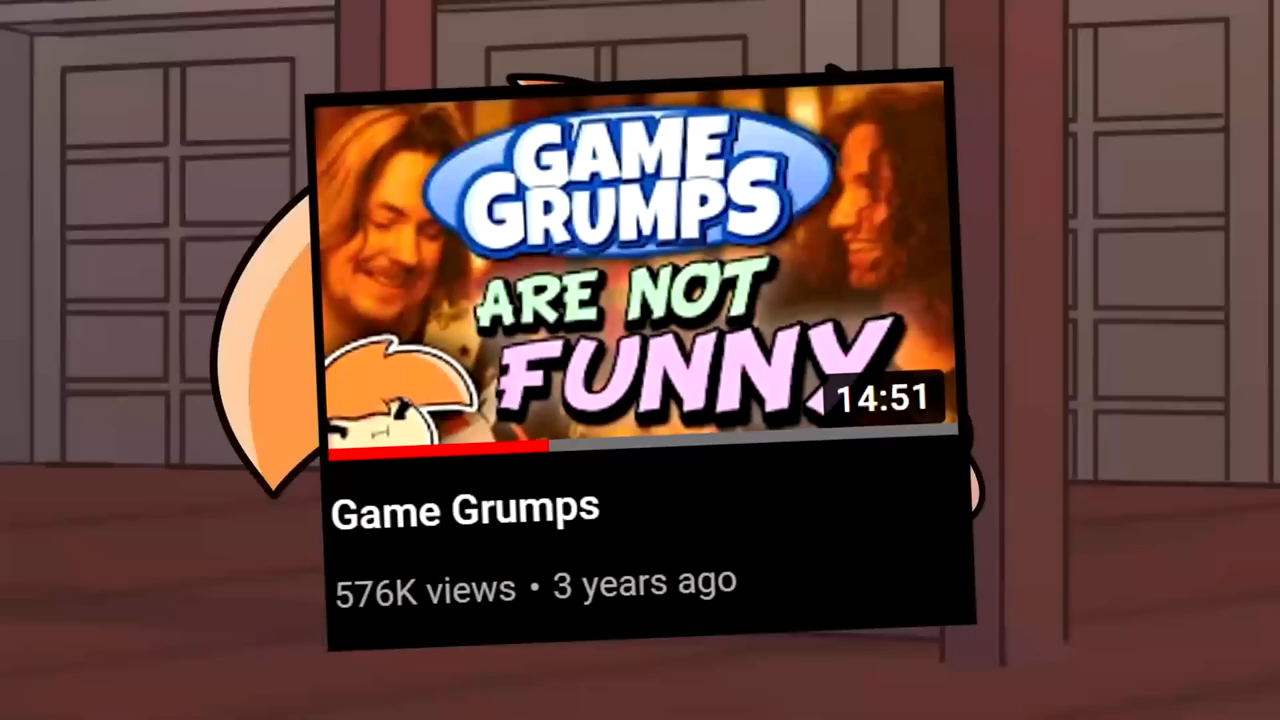 GAME
GRUMPS
ARE NOT
FUNNY
14:51
Game Grumps
576K views • 3 years ago